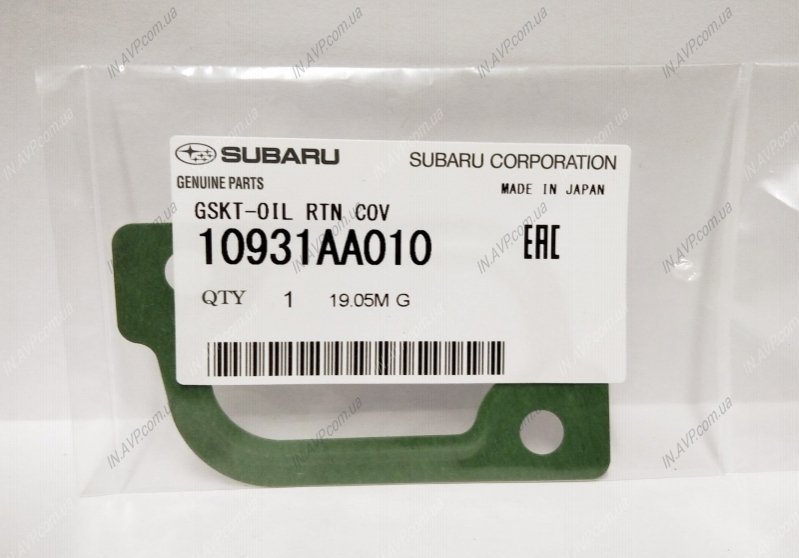 SUBARU SUBARU CORPORATION
GENUINE PARTS MADE IN JAPAN
GSKT-OIL RTN COV
10931AA010 EAC
QTY 1 19.05M G
IN.AVP.com.ua